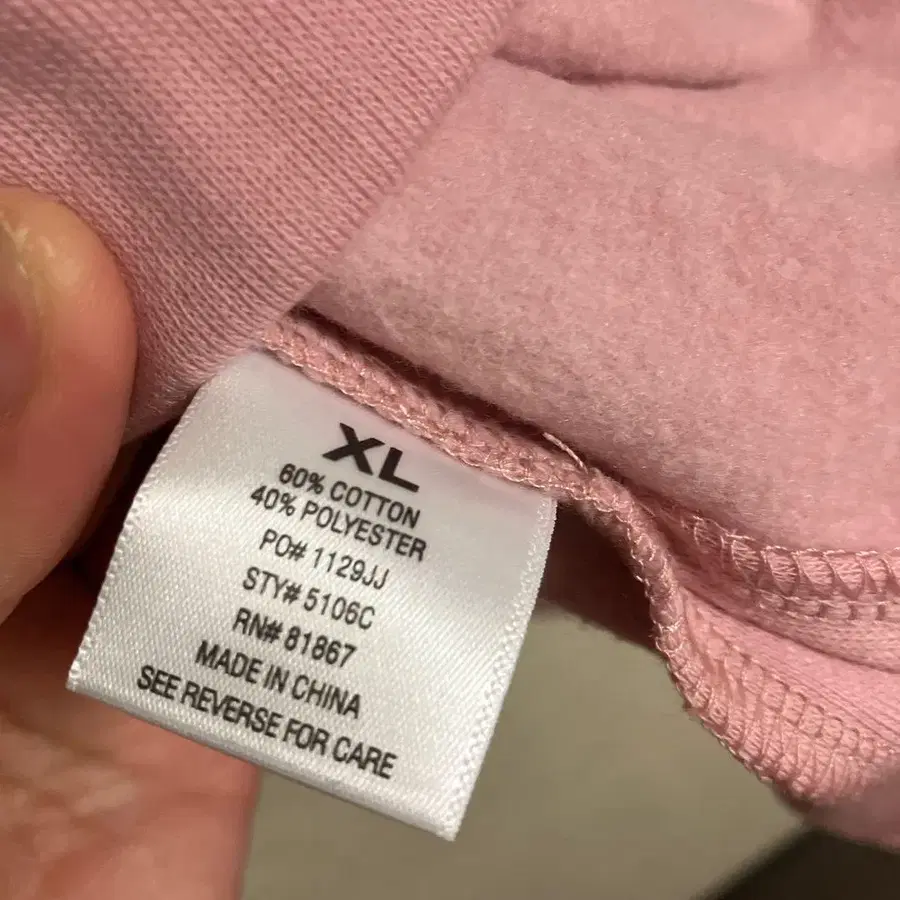 XL
60% COTTON
40% POLYESTER
PO# 1129JJ
STY# 5106C
RN# 81867
MADE IN CHINA
SEE REVERSE FOR CARE